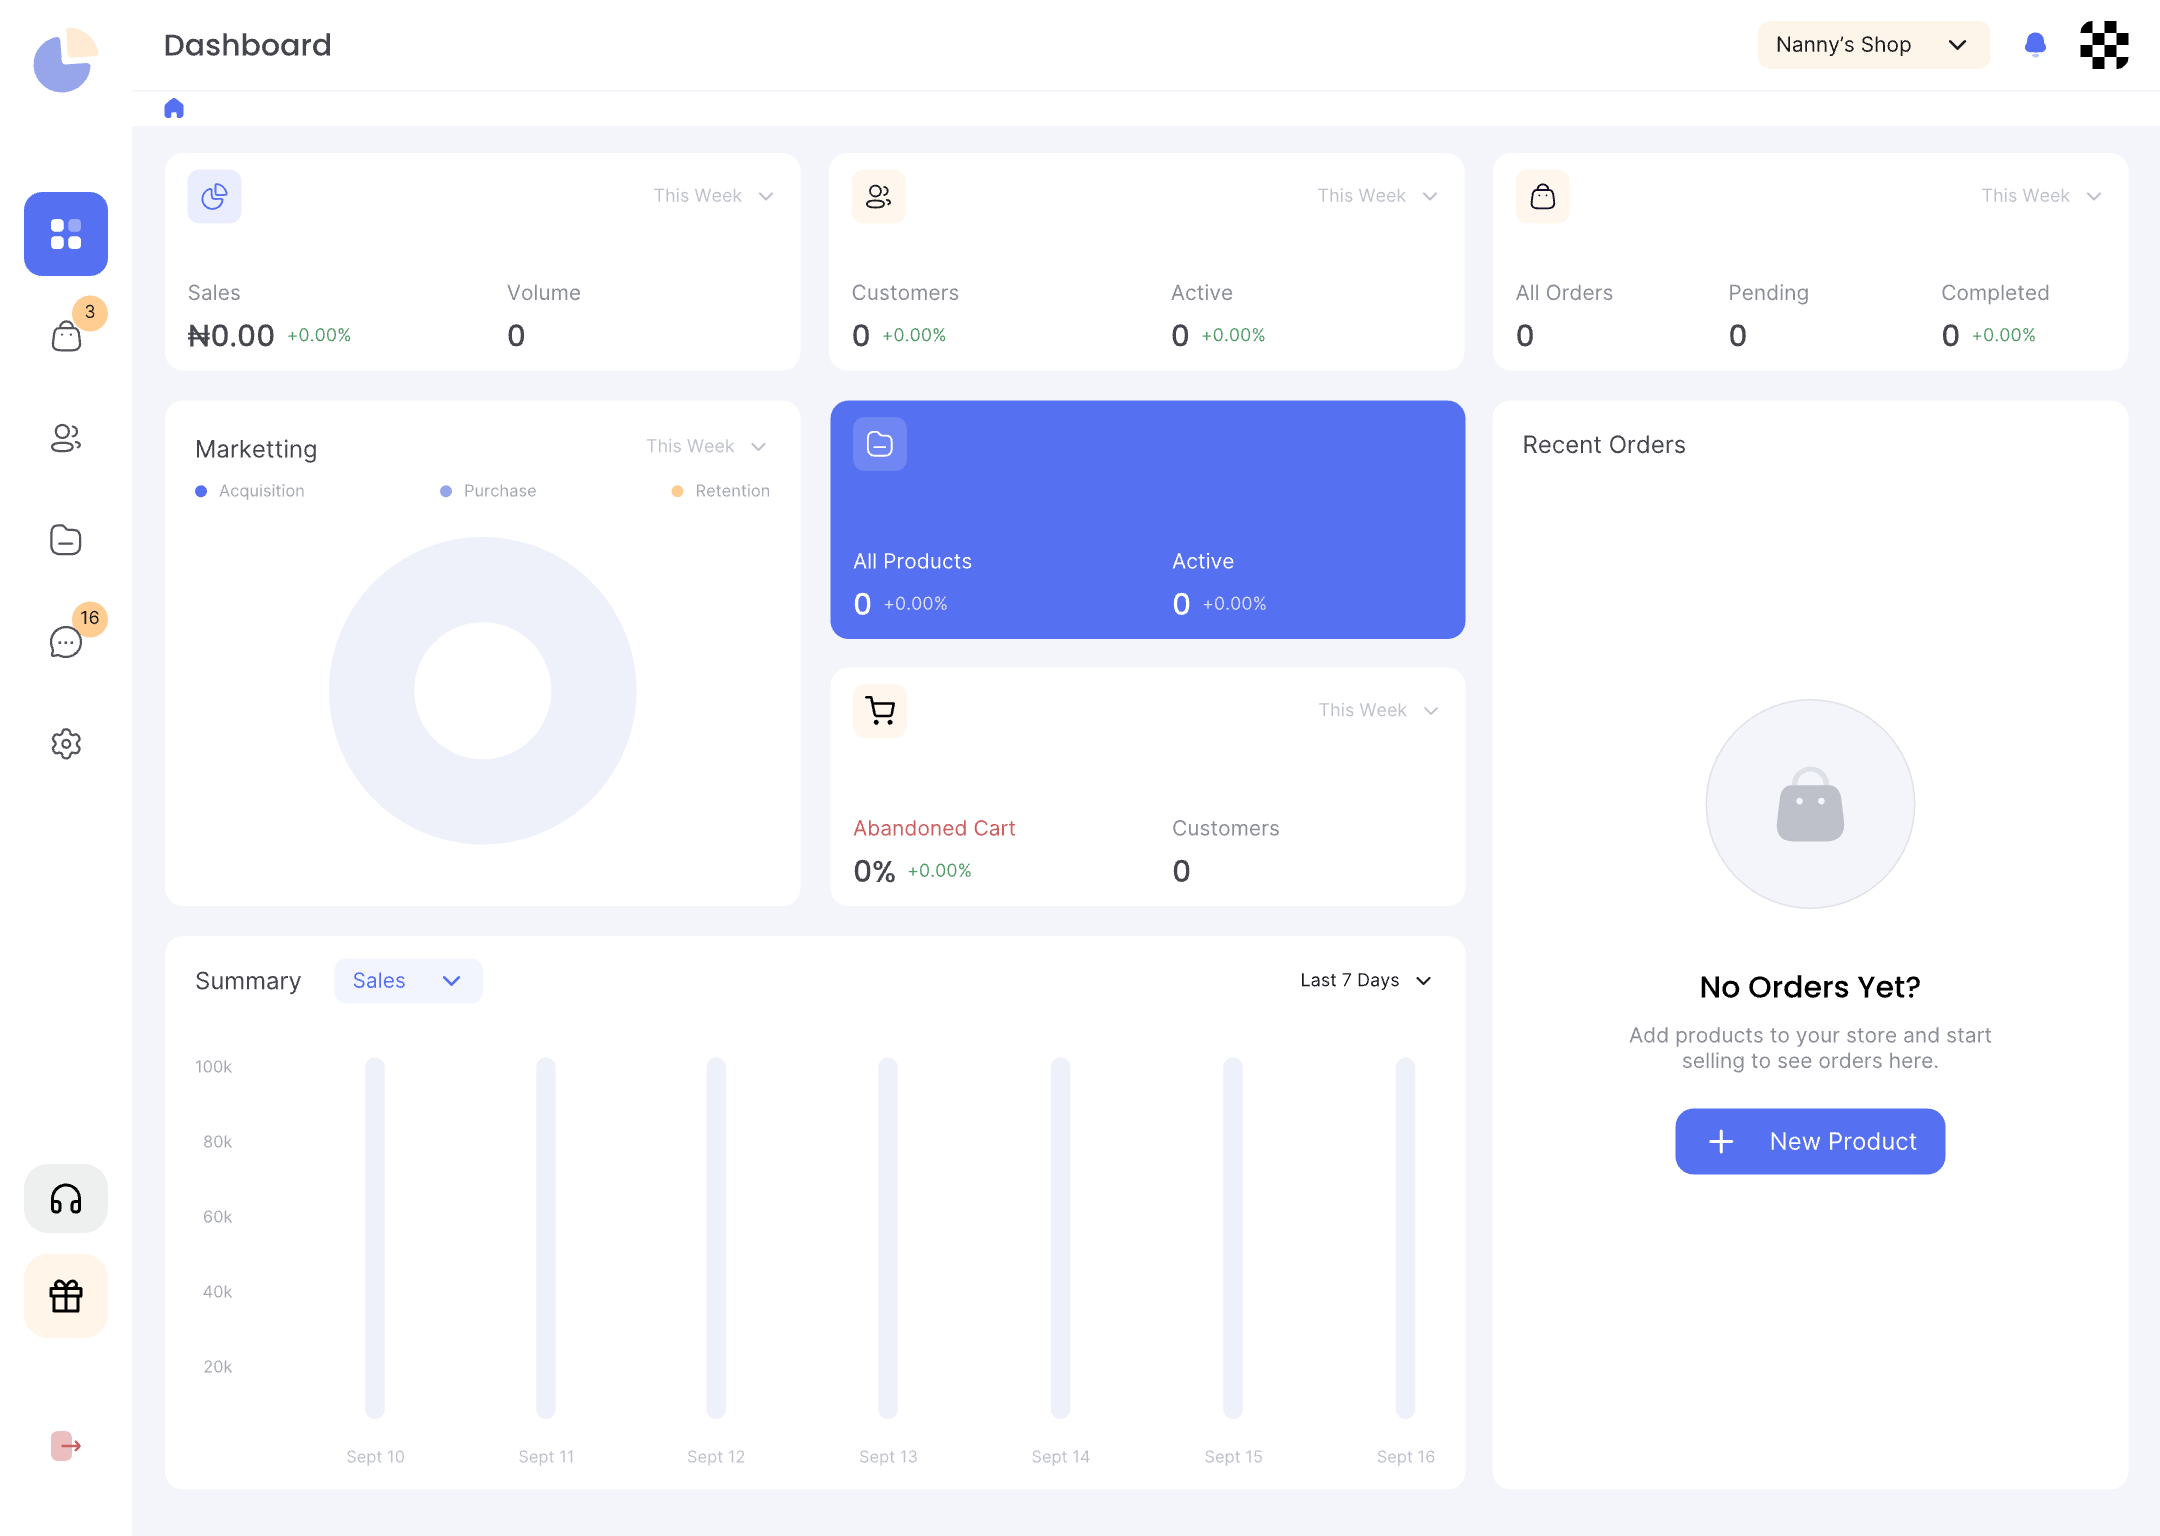 Dashboard
Nanny’s Shop
3
16
This Week
Sales
Volume
₦0.00 +0.00%
0
This Week
Customers
Active
0 +0.00%
0 +0.00%
This Week
All Orders
Pending
Completed
0
0
0 +0.00%
Marketting
This Week
Acquisition
Purchase
Retention
All Products
Active
0 +0.00%
0 +0.00%
This Week
Abandoned Cart
Customers
0% +0.00%
0
Recent Orders
No Orders Yet?
Add products to your store and start
selling to see orders here.
New Product
Summary
Sales
Last 7 Days
100k
80k
60k
40k
20k
Sept 10
Sept 11
Sept 12
Sept 13
Sept 14
Sept 15
Sept 16